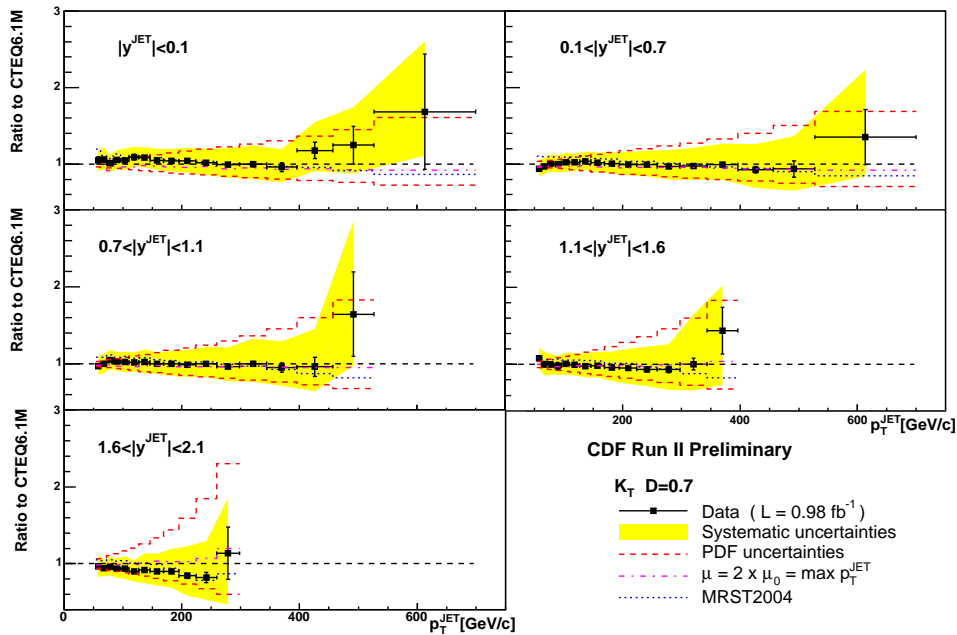 Ratio to CTEQ6.1M
3
2
1
|y^JET|<0.1
0.1<|y^JET|<0.7
Ratio to CTEQ6.1M
3
2
1
0.7<|y^JET|<1.1
1.1<|y^JET|<1.6
200 400 600
p_T^JET[GeV/c]
Ratio to CTEQ6.1M
3
2
1
0
1.6<|y^JET|<2.1
0 200 400 600
p_T^JET[GeV/c]
CDF Run II Preliminary
K_T D=0.7
Data ( L = 0.98 fb^-1)
Systematic uncertainties
PDF uncertainties
μ = 2 x μ_0 = max p_T^JET
MRST2004